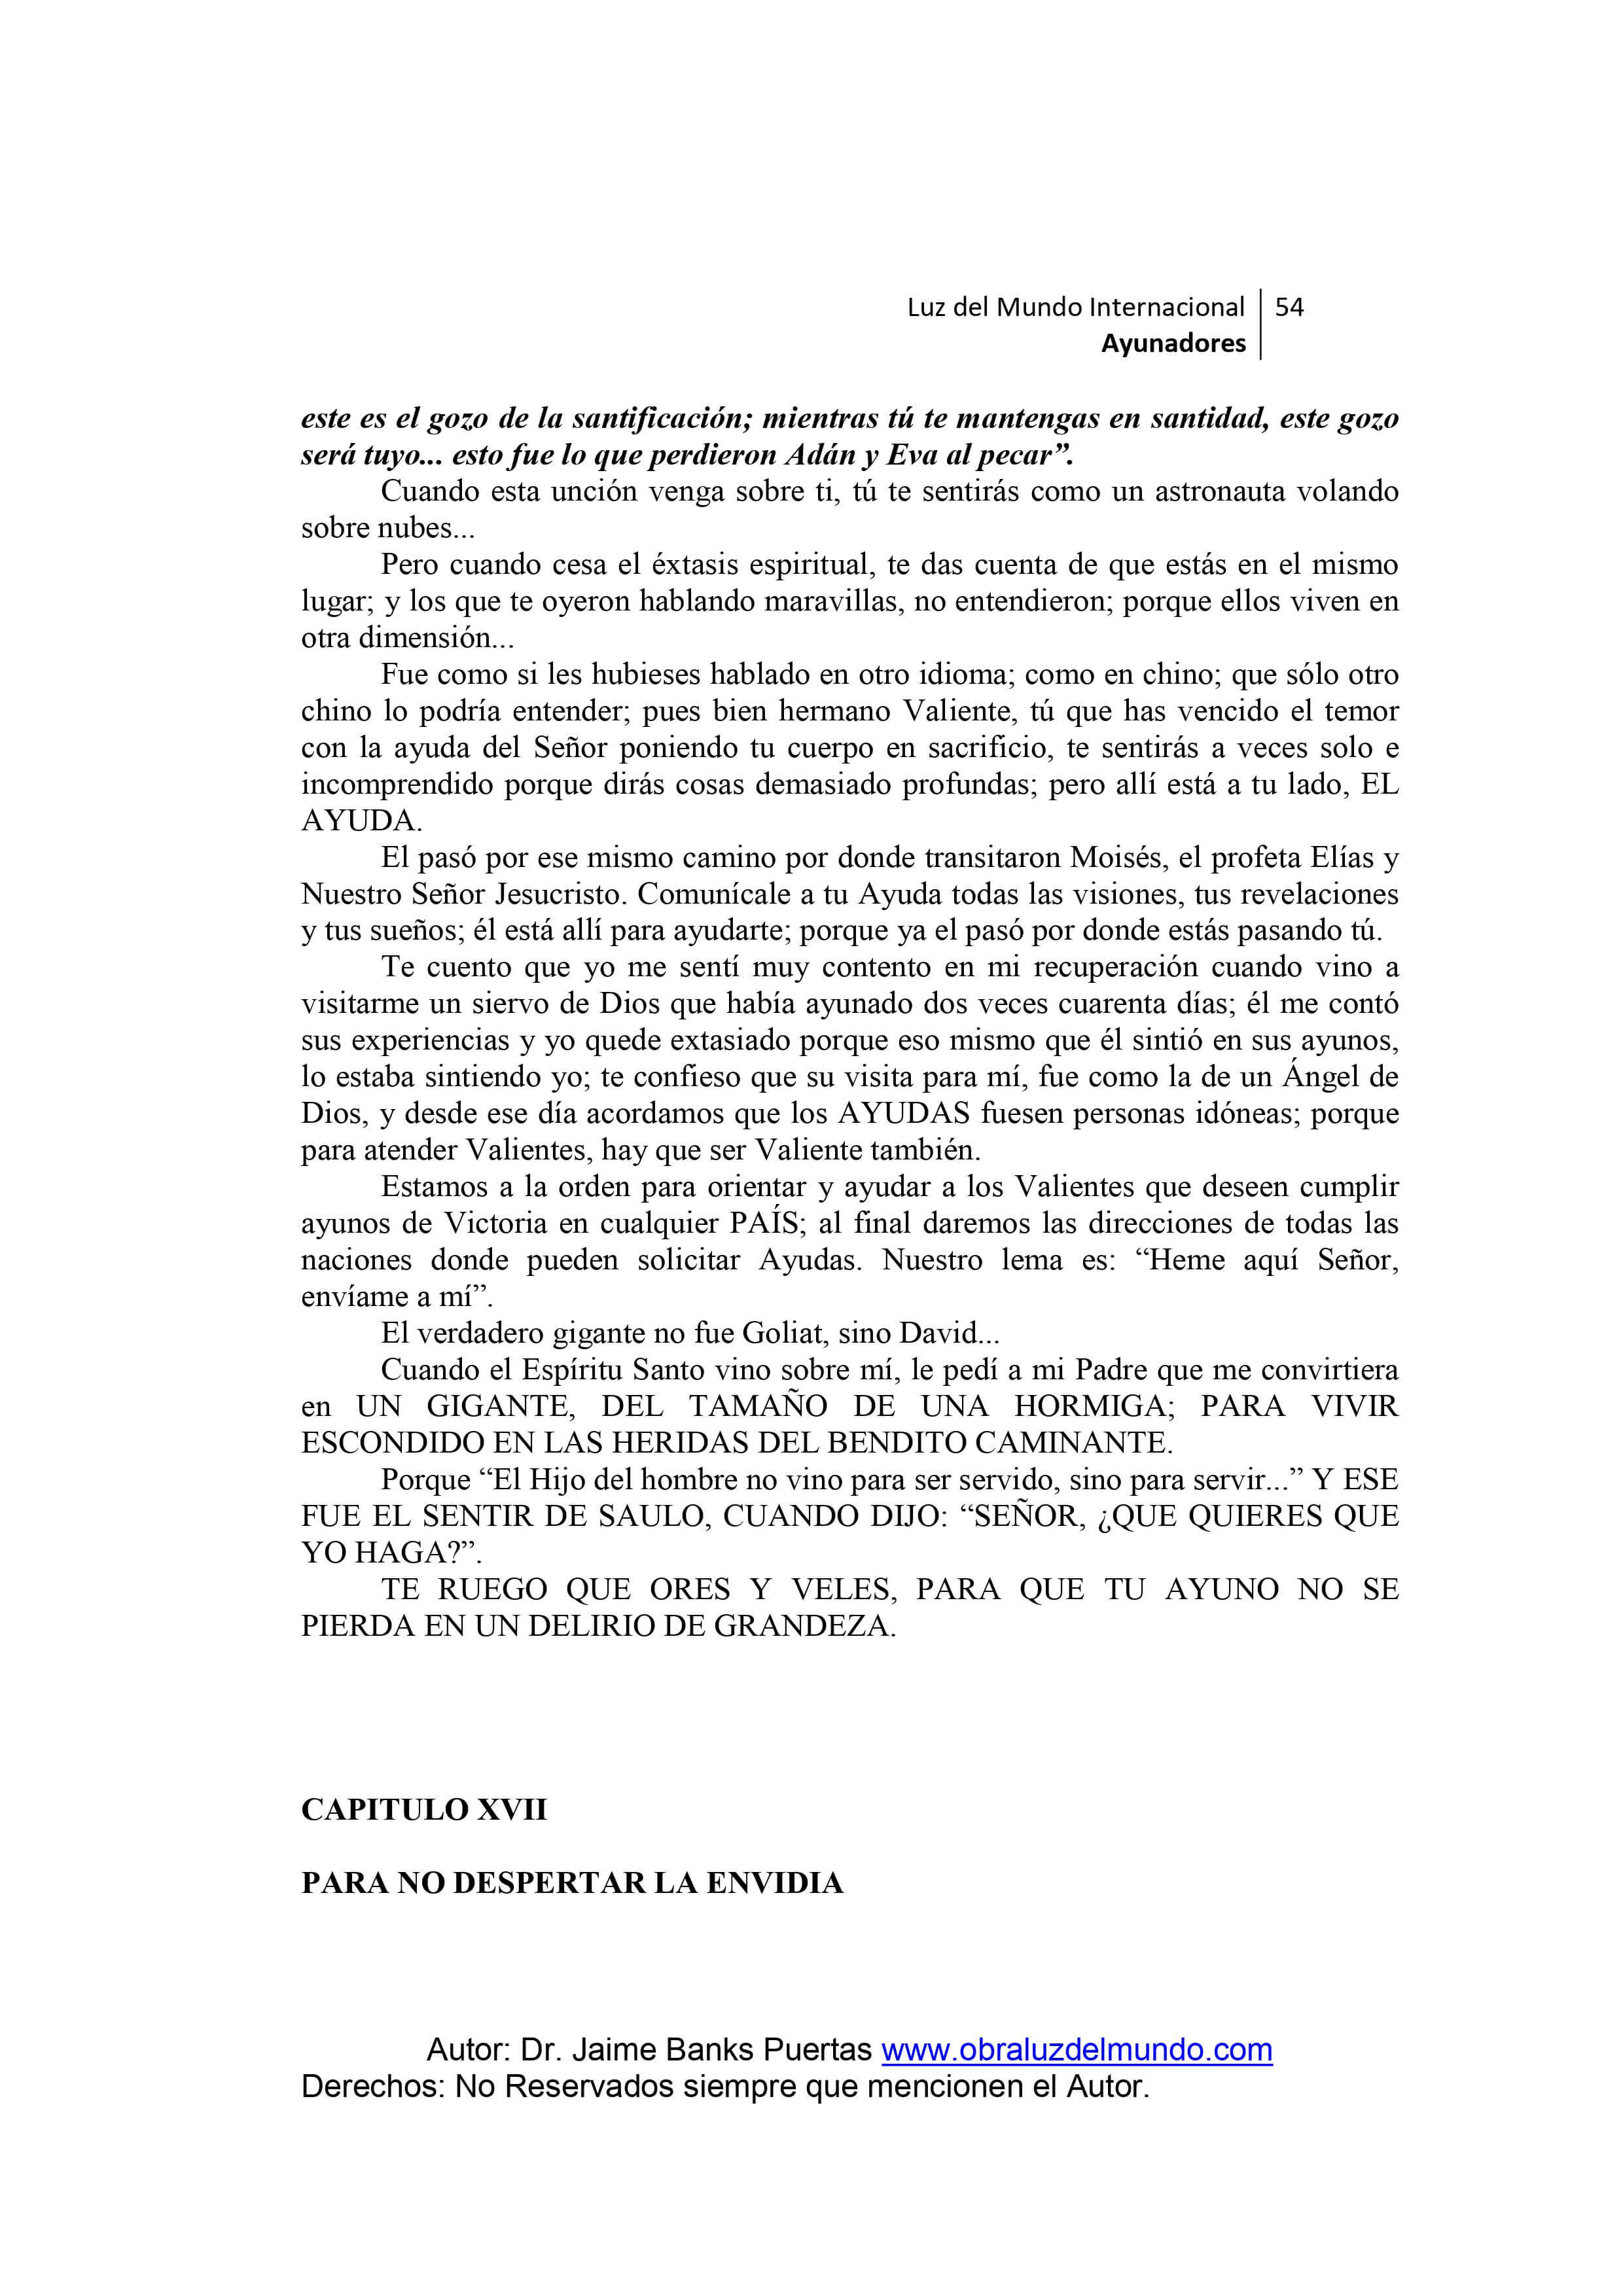 Luz del Mundo Internacional 54
Ayunadores
este es el gozo de la santificación; mientras tú te mantengas en santidad, este gozo
será tuyo... esto fue lo que perdieron Adán y Eva al pecar”.
Cuando esta unción venga sobre ti, tú te sentirás como un astronauta volando
sobre nubes...
Pero cuando cesa el éxtasis espiritual, te das cuenta de que estás en el mismo
lugar; y los que te oyeron hablando maravillas, no entendieron; porque ellos viven en
otra dimensión...
Fue como si les hubieses hablado en otro idioma; como en chino; que sólo otro
chino lo podría entender; pues bien hermano Valiente, tú que has vencido el temor
con la ayuda del Señor poniendo tu cuerpo en sacrificio, te sentirás a veces solo e
incomprendido porque dirás cosas demasiado profundas; pero allí está a tu lado, EL
AYUDA.
El pasó por ese mismo camino por donde transitaron Moisés, el profeta Elías y
Nuestro Señor Jesucristo. Comunícale a tu Ayuda todas las visiones, tus revelaciones
y tus sueños; él está allí para ayudarte; porque ya el pasó por donde estás pasando tú.
Te cuento que yo me sentí muy contento en mi recuperación cuando vino a
visitarme un siervo de Dios que había ayunado dos veces cuarenta días; él me contó
sus experiencias y yo quede extasiado porque eso mismo que él sintió en sus ayunos,
lo estaba sintiendo yo; te confieso que su visita para mí, fue como la de un Ángel de
Dios, y desde ese día acordamos que los AYUDAS fuesen personas idóneas; porque
para atender Valientes, hay que ser Valiente también.
Estamos a la orden para orientar y ayudar a los Valientes que deseen cumplir
ayunos de Victoria en cualquier PAÍS; al final daremos las direcciones de todas las
naciones donde pueden solicitar Ayudas. Nuestro lema es: “Heme aquí Señor,
envíame a mí”.
El verdadero gigante no fue Goliat, sino David...
Cuando el Espíritu Santo vino sobre mí, le pedí a mi Padre que me convirtiera
en UN GIGANTE, DEL TAMAÑO DE UNA HORMIGA; PARA VIVIR
ESCONDIDO EN LAS HERIDAS DEL BENDITO CAMINANTE.
Porque “El Hijo del hombre no vino para ser servido, sino para servir...” Y ESE
FUE EL SENTIR DE SAULO, CUANDO DIJO: “SEÑOR, ¿QUE QUIERES QUE
YO HAGA?”.
TE RUEGO QUE ORES Y VELES, PARA QUE TU AYUNO NO SE
PIERDA EN UN DELIRIO DE GRANDEZA.
CAPITULO XVII
PARA NO DESPERTAR LA ENVIDIA
Autor: Dr. Jaime Banks Puertas www.obraluzdelmundo.com
Derechos: No Reservados siempre que mencionen el Autor.